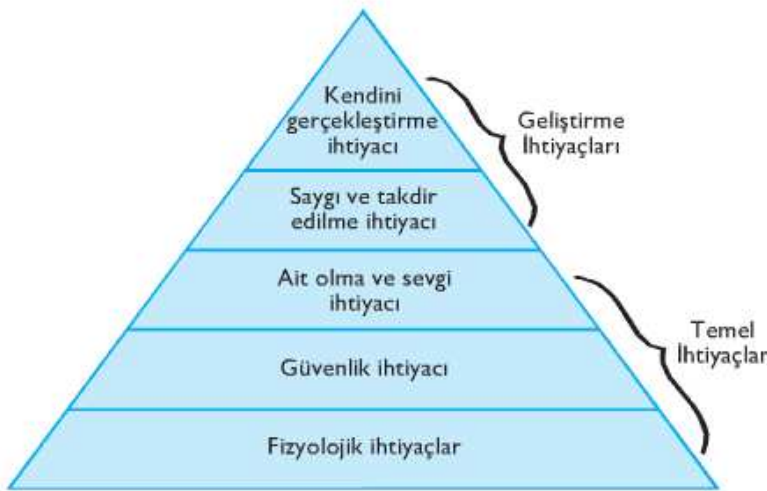 Kendini
gerçekleştirme
ihtiyacı
Geliştirme
İhtiyaçları
Saygı ve takdir
edilme ihtiyacı
Ait olma ve sevgi
ihtiyacı
Temel
İhtiyaçlar
Güvenlik ihtiyacı
Fizyolojik ihtiyaçlar